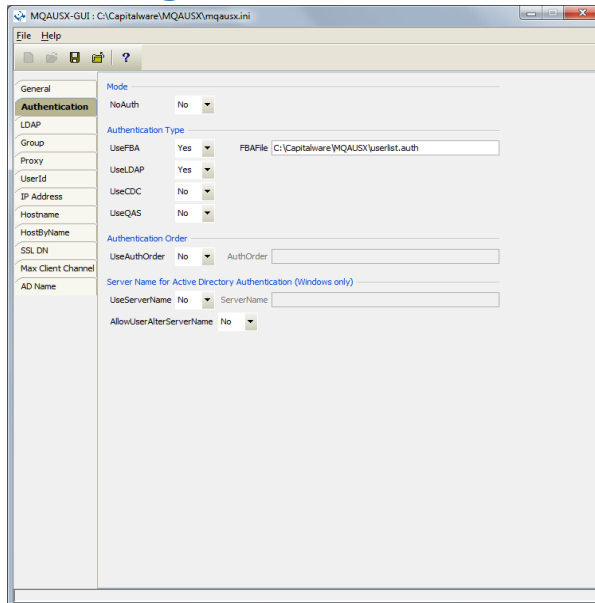 MQAUSX-GUI : C:\Capitalware\MQAUSX\mqausx.ini
File Help
?
General
Authentication
LDAP
Group
Proxy
UserId
IP Address
Hostname
HostByName
SSL DN
Max Client Channel
AD Name
Mode
NoAuth No
Authentication Type
UseFBA Yes FBAFile C:\Capitalware\MQAUSX\userlist.auth
UseLDAP Yes
UseCDC No
UseQAS No
Authentication Order
UseAuthOrder No AuthOrder
Server Name for Active Directory Authentication (Windows only)
UseServerName No ServerName
AllowUserAlterServerName No